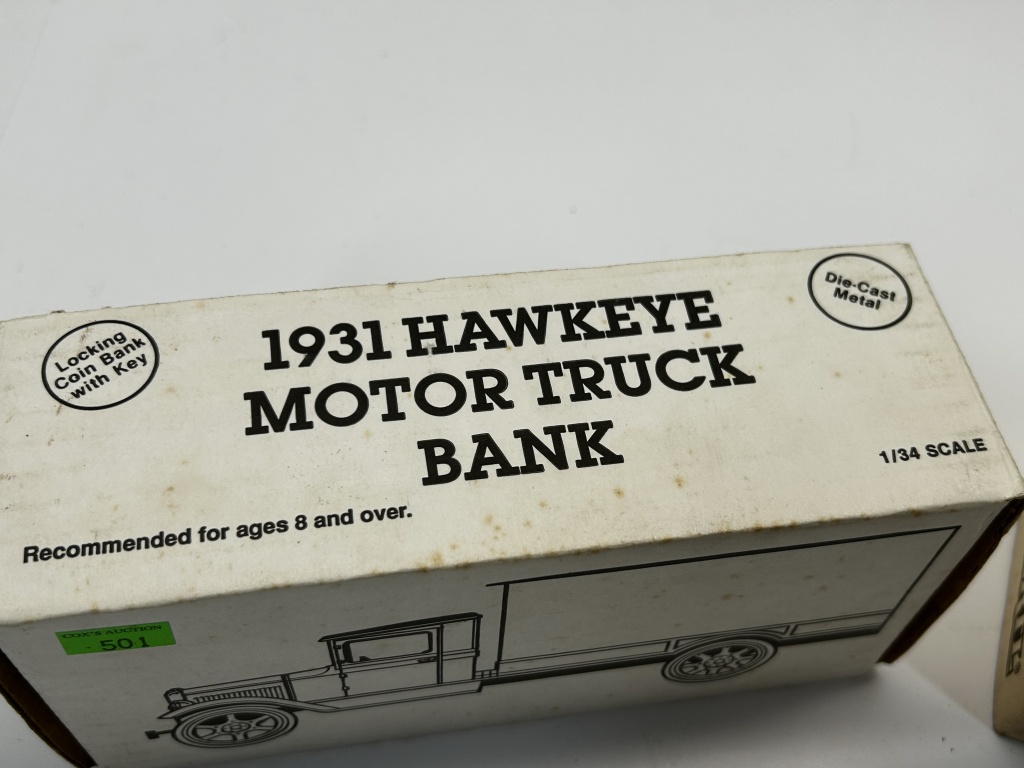 Locking
Coin Bank
with Key
1931 HAWKEYE
MOTOR TRUCK
BANK
Die-Cast
Metal
1/34 SCALE
Recommended for ages 8 and over.
COX'S AUCTION
501